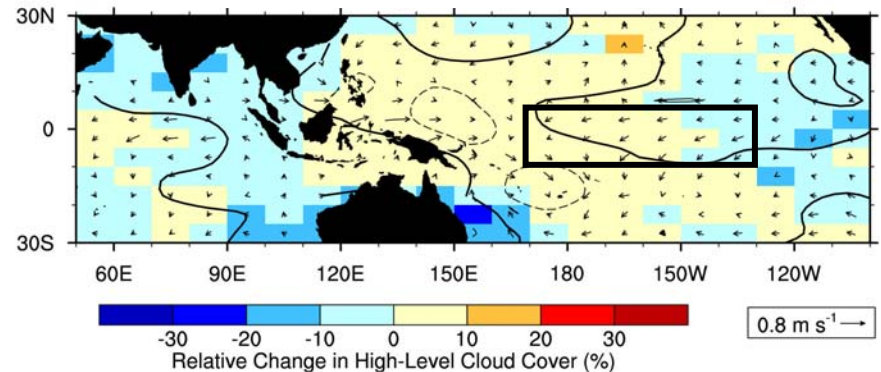 30N
0
30S
60E 90E 120E 150E 180 150W 120W
-30 -20 -10 0 10 20 30
Relative Change in High-Level Cloud Cover (%)
0.8 m s⁻¹